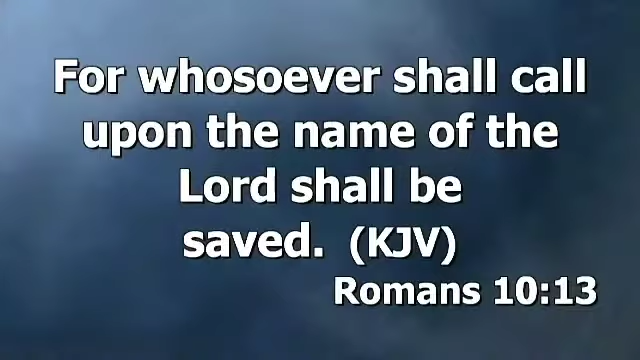 For whosoever shall call
upon the name of the
Lord shall be
saved. (KJV)
Romans 10:13